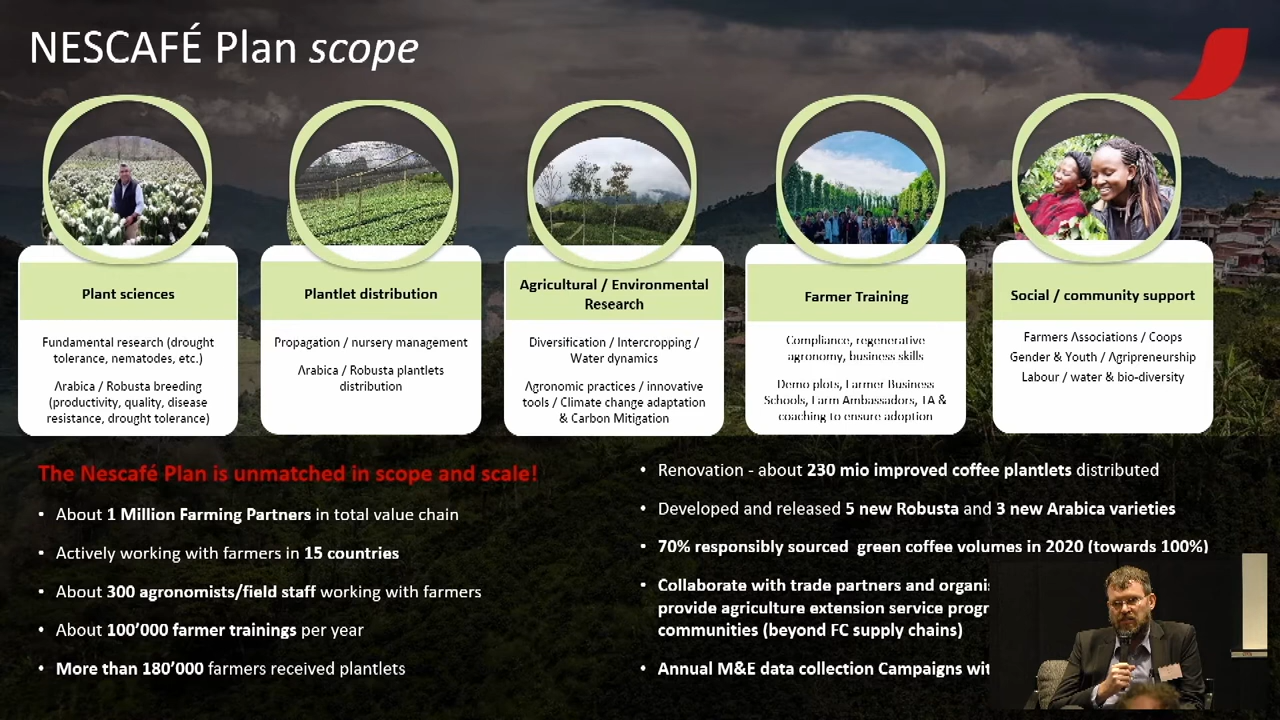 NESCAFÉ Plan scope
Plant sciences
Fundamental research (drought
tolerance, nematodes, etc.)
Arabica / Robusta breeding
(productivity, quality, disease
resistance, drought tolerance)
Plantlet distribution
Propagation / nursery management
Arabica / Robusta plantlets
distribution
Agricultural / Environmental
Research
Diversification / Intercropping /
Water dynamics
Agronomic practices / innovative
tools / Climate change adaptation
& Carbon Mitigation
Farmer Training
Compliance, regenerative
agronomy, business skills
Demo plots, Farmer Business
Schools, Farm Ambassadors, TA &
coaching to ensure adoption
Social / community support
Farmers Associations / Coops
Gender & Youth / Agripreneurship
Labour / water & bio-diversity
The Nescafé Plan is unmatched in scope and scale!
• About 1 Million Farming Partners in total value chain
• Actively working with farmers in 15 countries
• About 300 agronomists/field staff working with farmers
• About 100’000 farmer trainings per year
• More than 180’000 farmers received plantlets
• Renovation - about 230 mio improved coffee plantlets distributed
• Developed and released 5 new Robusta and 3 new Arabica varieties
• 70% responsibly sourced green coffee volumes in 2020 (towards 100%)
• Collaborate with trade partners and
provide agriculture extension service
communities (beyond FC supply chains)
• Annual M&E data collection Campaigns